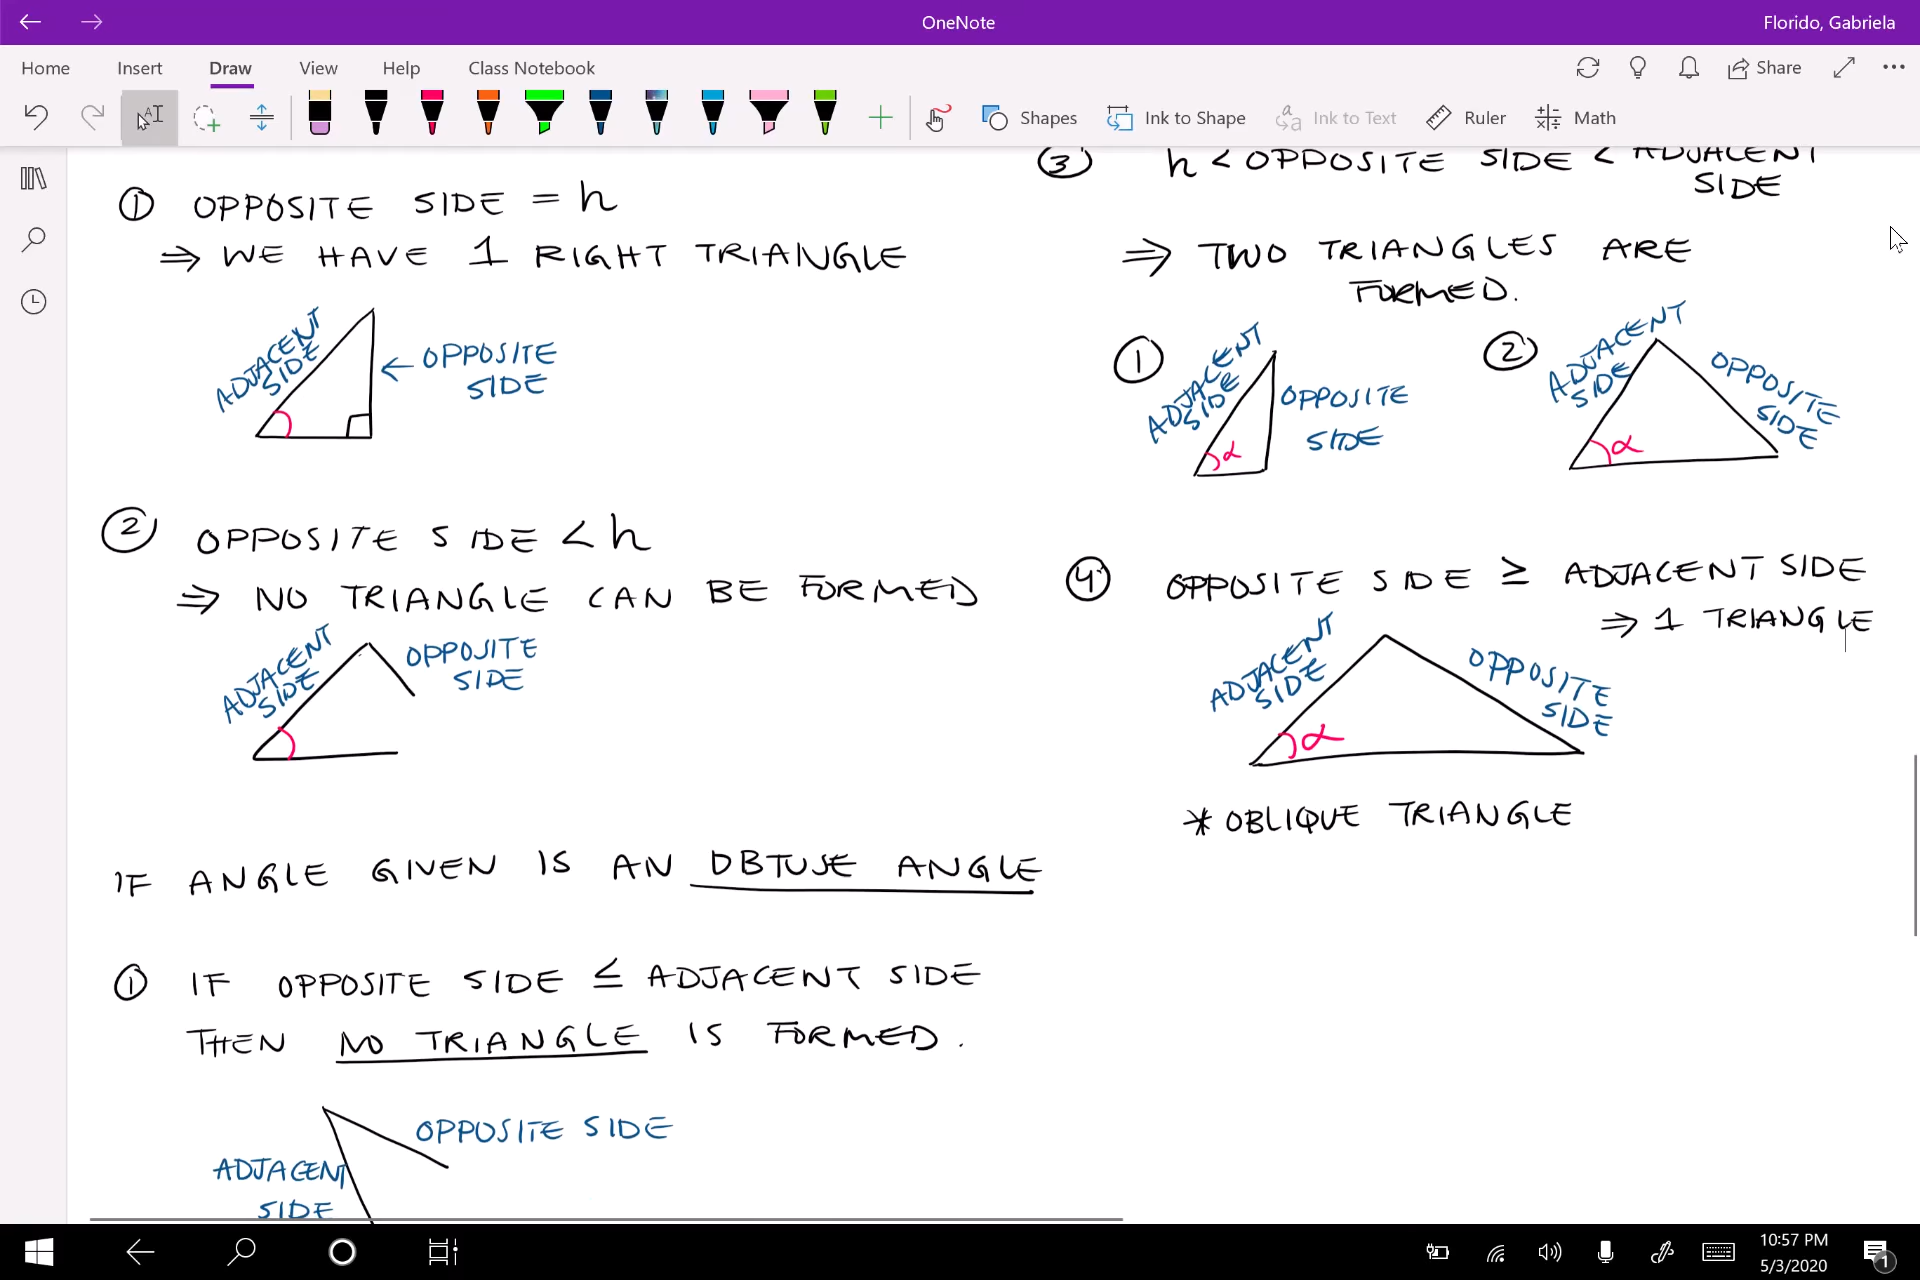 OneNote
Florido, Gabriela
Home Insert Draw View Help Class Notebook
Share
Shapes Ink to Shape Ink to Text Ruler Math
① OPPOSITE SIDE = h
⇒ WE HAVE 1 RIGHT TRIANGLE
ADJACENT
SIDE
← OPPOSITE
SIDE
② OPPOSITE SIDE < h
⇒ NO TRIANGLE CAN BE FORMED
ADJACENT
SIDE
OPPOSITE
SIDE
③ h < OPPOSITE SIDE < ADJACENT
SIDE
⇒ TWO TRIANGLES ARE
FORMED.
①
ADJACENT
SIDE
OPPOSITE
SIDE
α
②
ADJACENT
SIDE
OPPOSITE
SIDE
α
④ OPPOSITE SIDE ≥ ADJACENT SIDE
⇒ 1 TRIANGLE
ADJACENT
SIDE
OPPOSITE
SIDE
α
* OBLIQUE TRIANGLE
IF ANGLE GIVEN IS AN OBTUSE ANGLE
① IF OPPOSITE SIDE ≤ ADJACENT SIDE
THEN NO TRIANGLE IS FORMED.
OPPOSITE SIDE
ADJACENT
SIDE
10:57 PM
5/3/2020
1